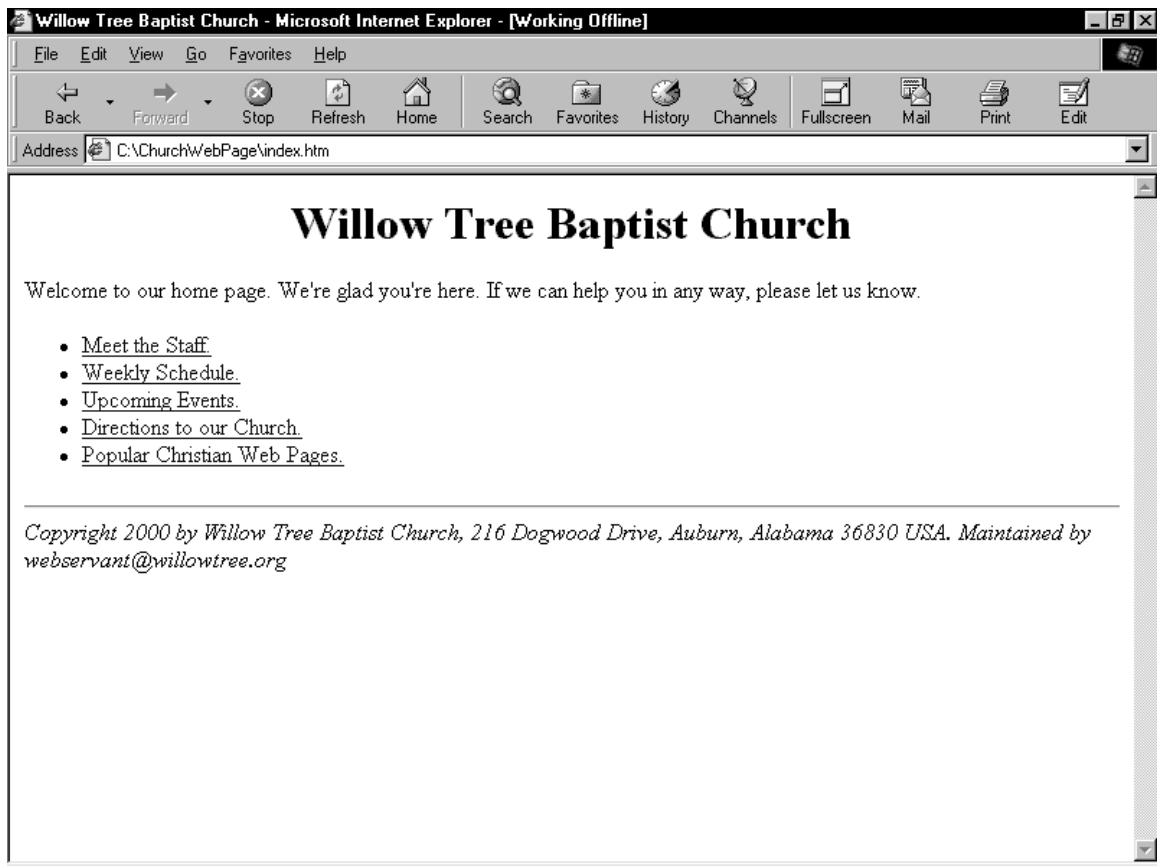 Willow Tree Baptist Church - Microsoft Internet Explorer - [Working Offline]
File Edit View Go Favorites Help
Back Forward Stop Refresh Home Search Favorites History Channels Fullscreen Mail Print Edit
Address C:\ChurchWebPage\index.htm
Willow Tree Baptist Church
Welcome to our home page. We're glad you're here. If we can help you in any way, please let us know.
• Meet the Staff.
• Weekly Schedule.
• Upcoming Events.
• Directions to our Church.
• Popular Christian Web Pages.
Copyright 2000 by Willow Tree Baptist Church, 216 Dogwood Drive, Auburn, Alabama 36830 USA. Maintained by
webservant@willowtree.org